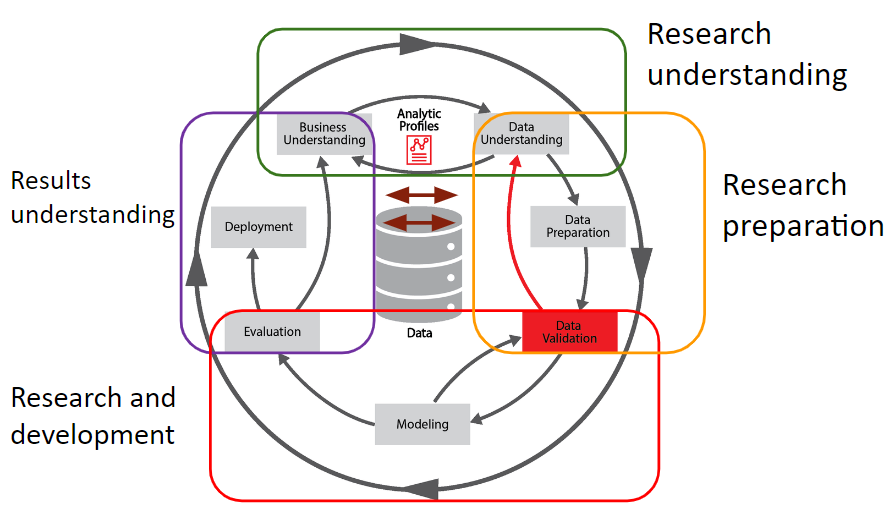 Research
understanding
Analytic
Profiles
Business
Understanding
Data
Understanding
Results
understanding
Research
preparation
Deployment
Data
Preparation
Evaluation
Data
Data
Validation
Research and
development
Modeling